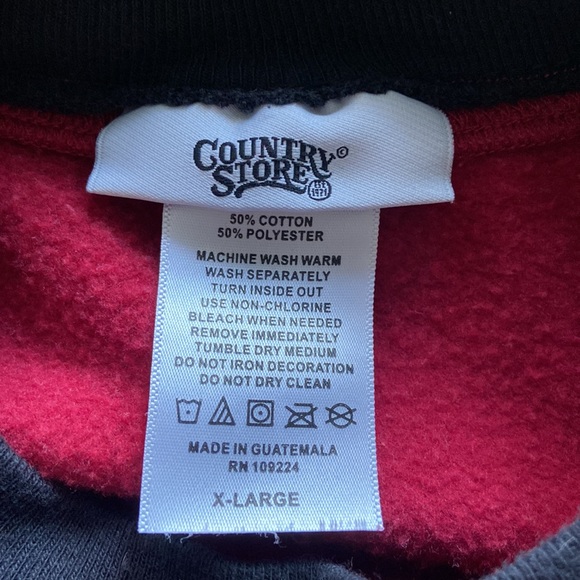 COUNTRY ©
STORE EST 1971
50% COTTON
50% POLYESTER
MACHINE WASH WARM
WASH SEPARATELY
TURN INSIDE OUT
USE NON-CHLORINE
BLEACH WHEN NEEDED
REMOVE IMMEDIATELY
TUMBLE DRY MEDIUM
DO NOT IRON DECORATION
DO NOT DRY CLEAN
MADE IN GUATEMALA
RN 109224
X-LARGE